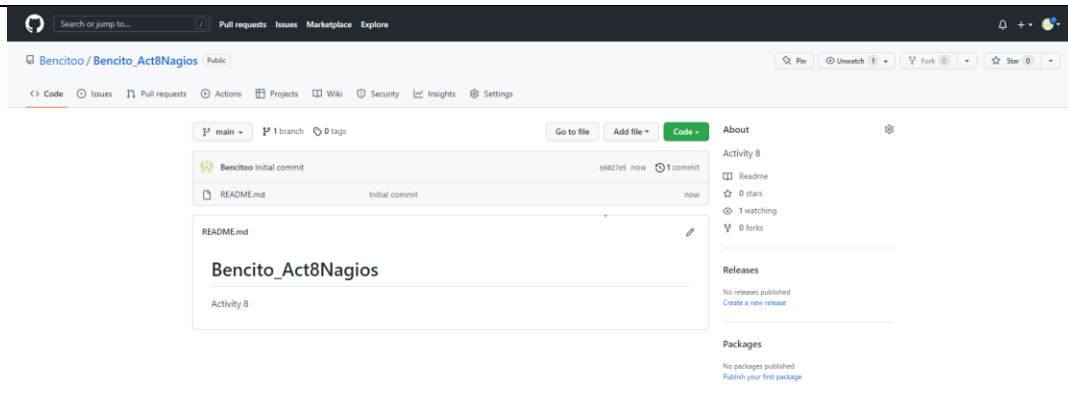 Search or jump to... / Pull requests Issues Marketplace Explore
Bencitoo / Bencito_Act8Nagios Public Pin Unwatch 1 Fork 0 Star 0
<> Code Issues Pull requests Actions Projects Wiki Security Insights Settings
main 1 branch 0 tags Go to file Add file Code
Bencitoo Initial commit b6027d5 now 1 commit
README.md Initial commit now
README.md
Bencito_Act8Nagios
Activity 8
About
Activity 8
Readme
0 stars
1 watching
0 forks
Releases
No releases published
Create a new release
Packages
No packages published
Publish your first package